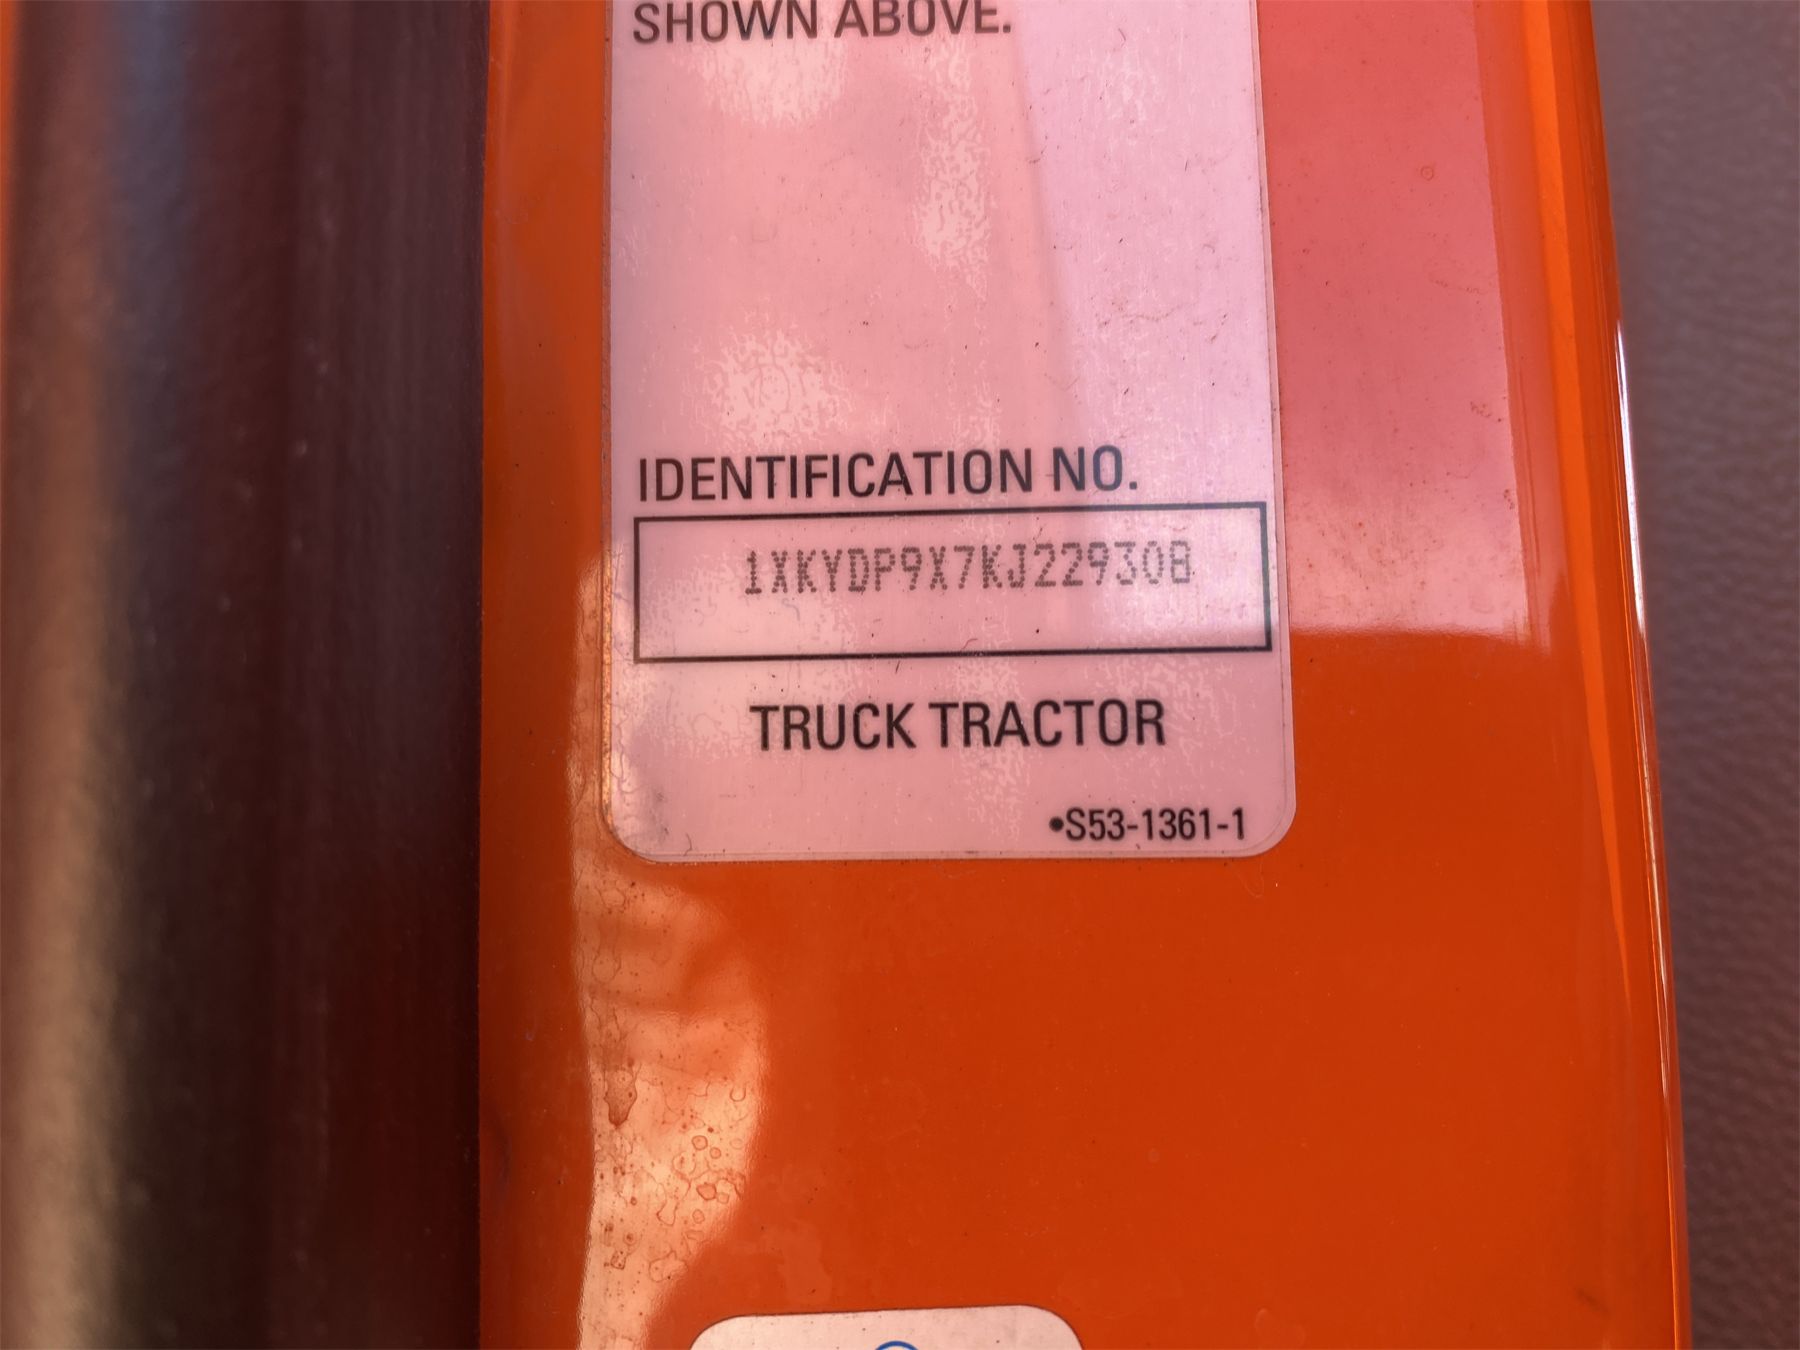 SHOWN ABOVE.
IDENTIFICATION NO.
1XKYDP9X7KJ229308
TRUCK TRACTOR
•S53-1361-1